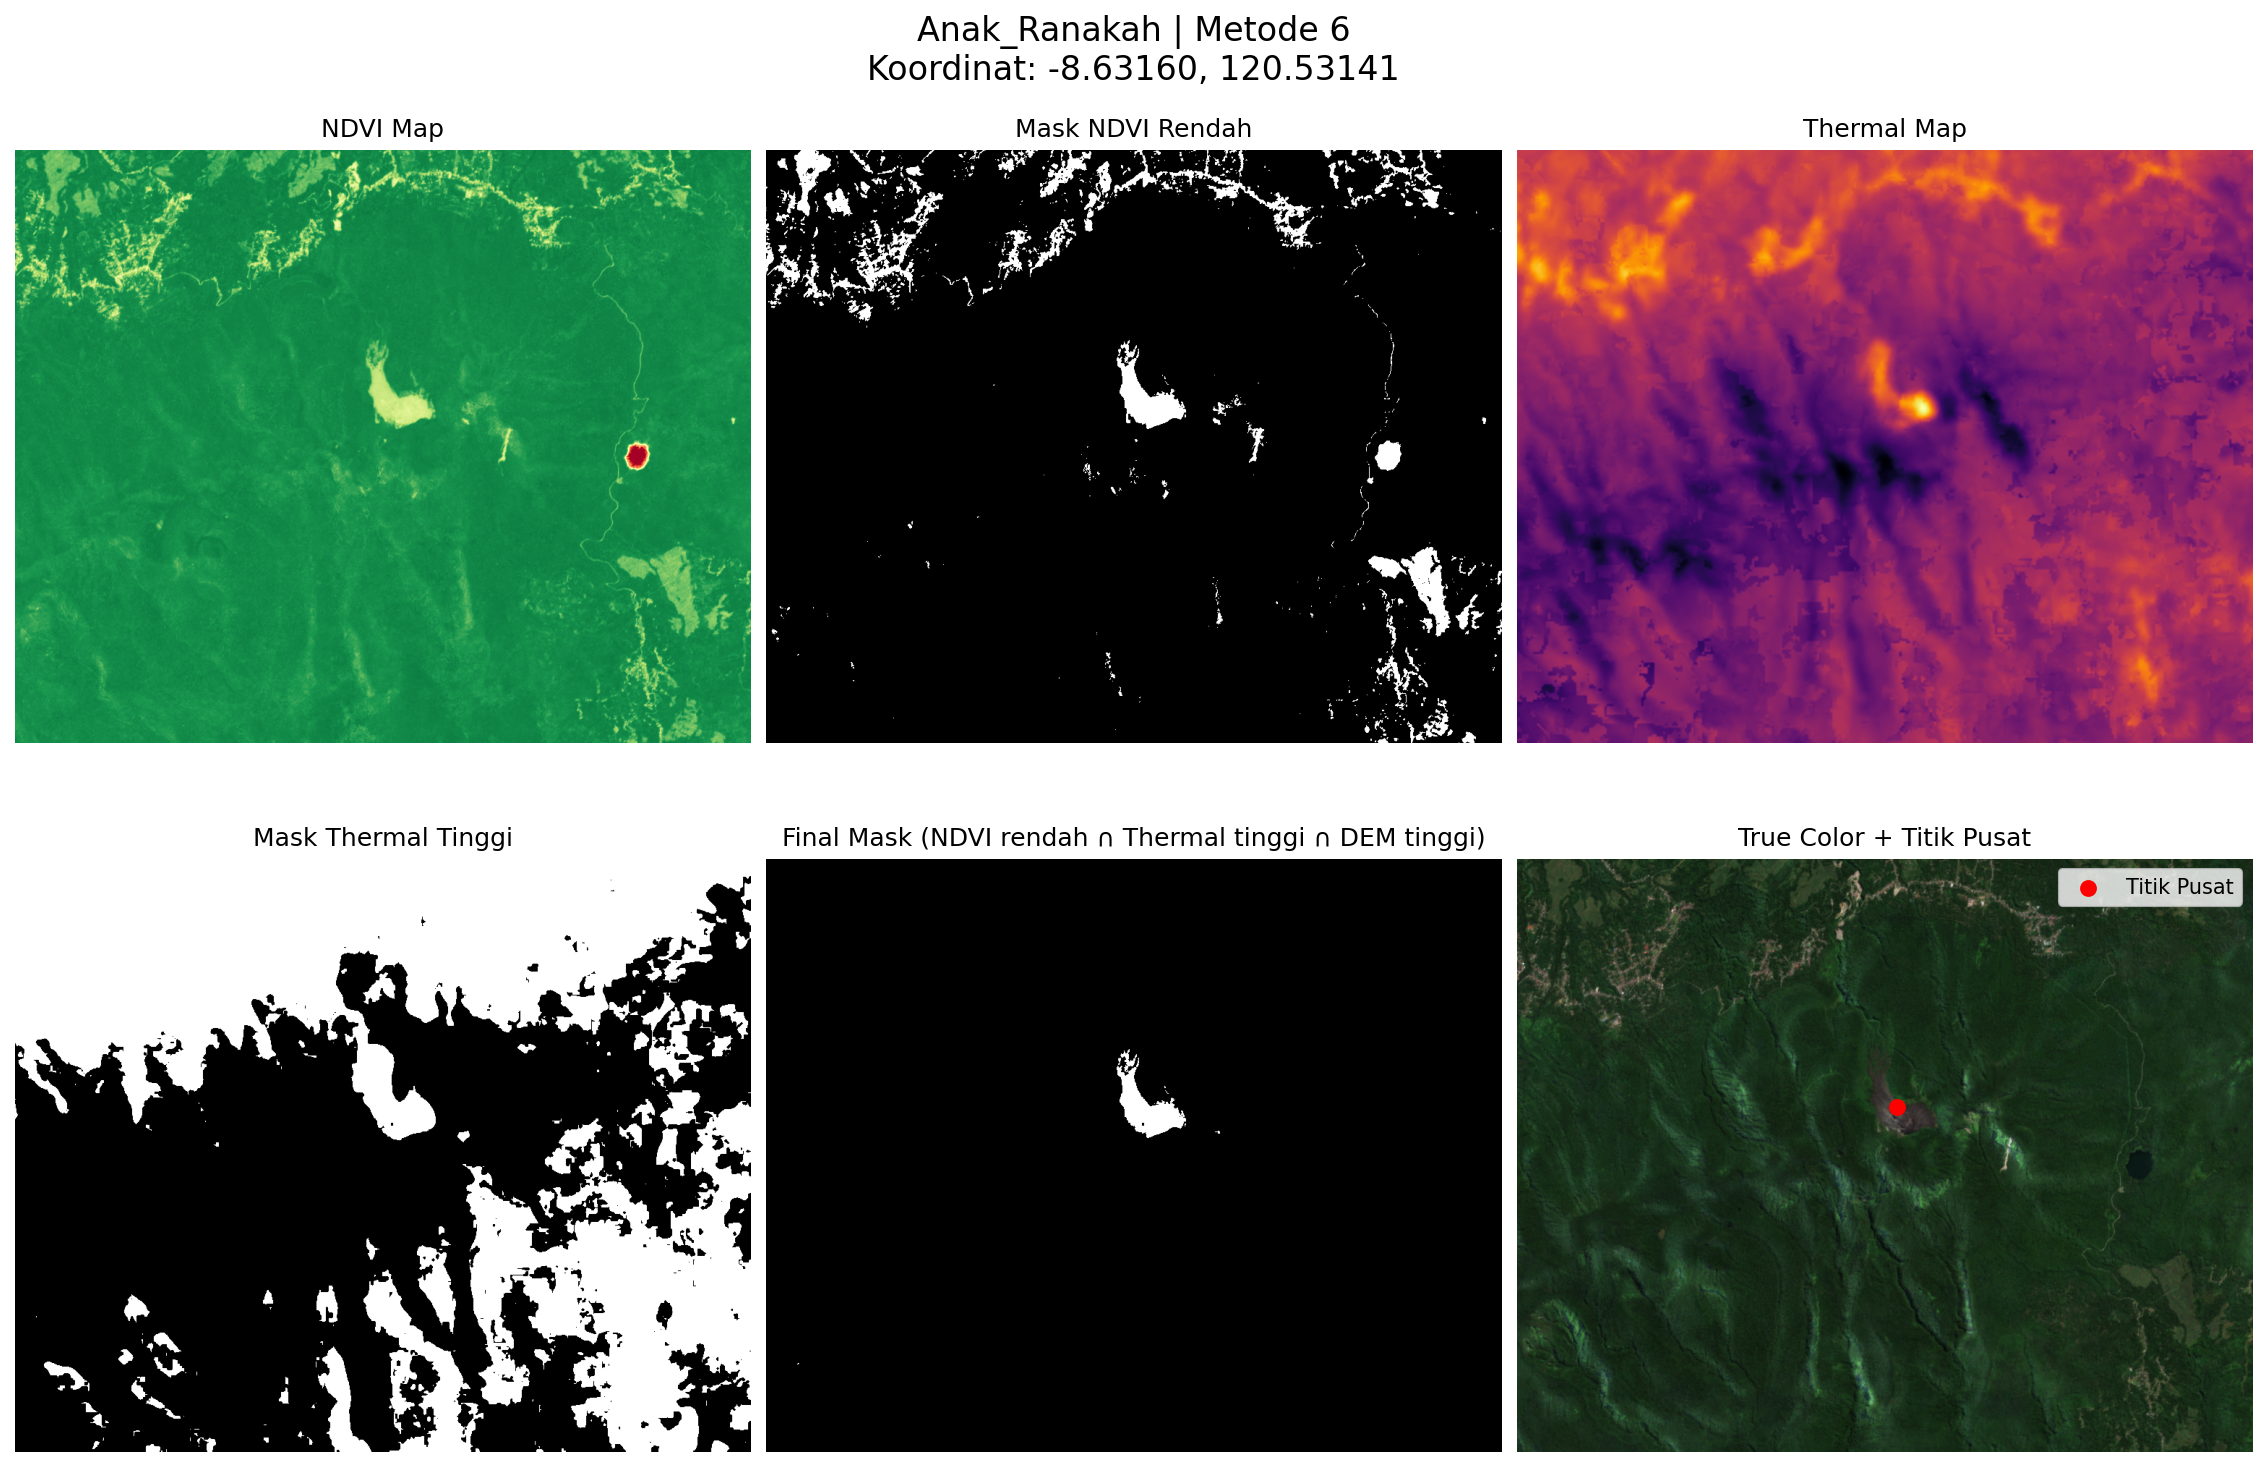 Anak_Ranakah | Metode 6
Koordinat: -8.63160, 120.53141
NDVI Map
Mask NDVI Rendah
Thermal Map
Mask Thermal Tinggi
Final Mask (NDVI rendah ∩ Thermal tinggi ∩ DEM tinggi)
True Color + Titik Pusat
Titik Pusat